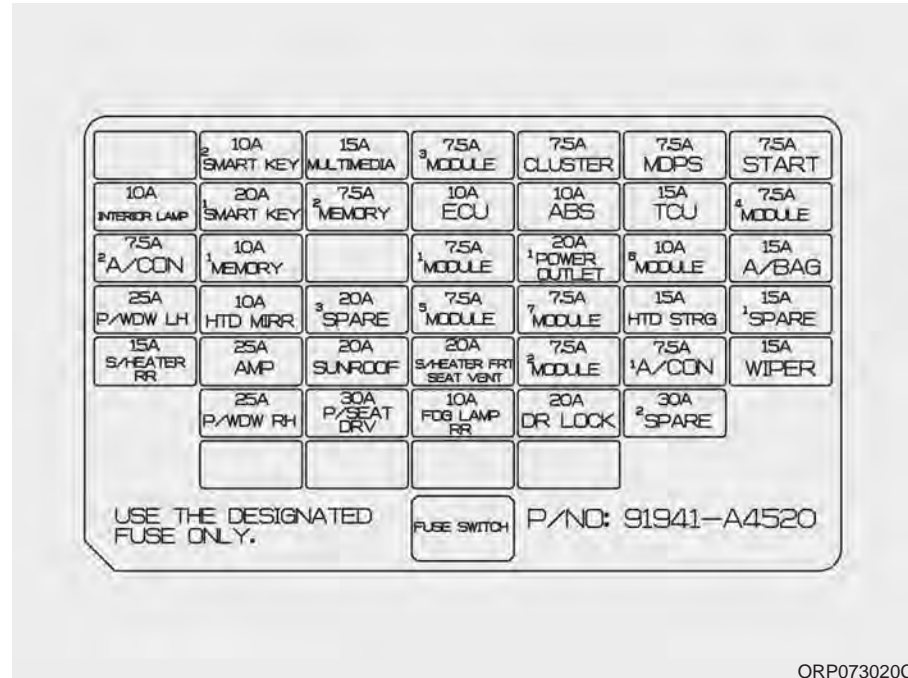 10A
2 SMART KEY
15A
MULTIMEDIA
7.5A
3 MODULE
7.5A
CLUSTER
7.5A
MDPS
7.5A
START
10A
INTERIOR LAMP
20A
1 SMART KEY
7.5A
2 MEMORY
10A
ECU
10A
ABS
15A
TCU
7.5A
4 MODULE
7.5A
2 A/CON
10A
1 MEMORY
7.5A
1 MODULE
20A
1 POWER
OUTLET
10A
6 MODULE
15A
A/BAG
25A
P/WDW LH
10A
HTD MIRR
20A
3 SPARE
7.5A
5 MODULE
7.5A
7 MODULE
15A
HTD STRG
15A
1 SPARE
15A
S/HEATER
RR
25A
AMP
20A
SUNROOF
20A
S/HEATER FRT
SEAT VENT
7.5A
2 MODULE
7.5A
1 A/CON
15A
WIPER
25A
P/WDW RH
30A
P/SEAT
DRV
10A
FOG LAMP
RR
20A
DR LOCK
30A
2 SPARE
USE THE DESIGNATED
FUSE ONLY.
FUSE SWITCH
P/NO: 91941-A4520